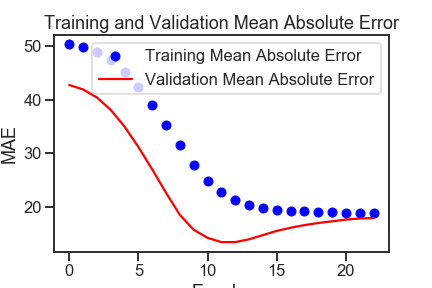 Training and Validation Mean Absolute Error
50
Training Mean Absolute Error
Validation Mean Absolute Error
40
MAE
30
20
0 5 10 15 20